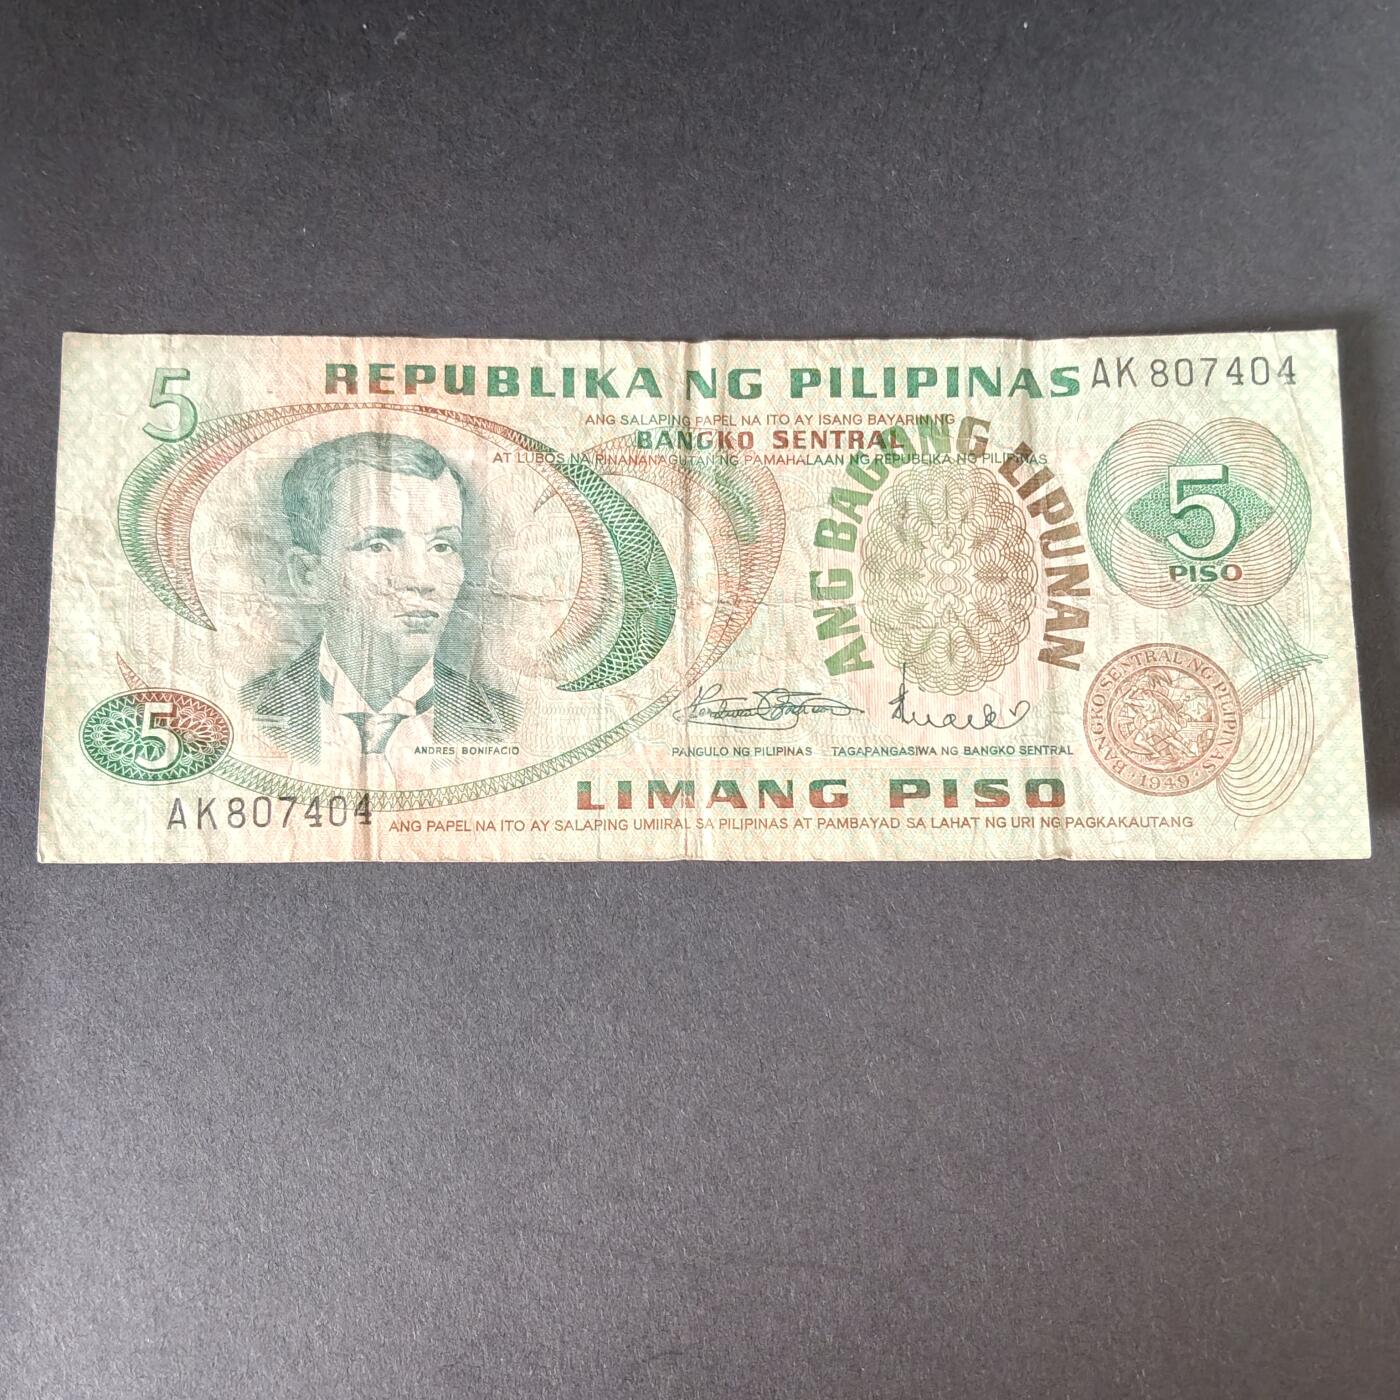 5
REPUBLIKA NG PILIPINAS
AK 807404
ANG SALAPING PAPEL NA ITO AY ISANG BAYARIN NG
BANGKO SENTRAL
AT LUBOS NA PINANANAGUTAN NG PAMAHALAAN NG REPUBLIKA NG PILIPINAS
ANG BAGONG LIPUNAN
5
PISO
5
ANDRES BONIFACIO
PANGULO NG PILIPINAS
TAGAPANGASIWA NG BANGKO SENTRAL
BANGKO SENTRAL NG PILIPINAS
1949
LIMANG PISO
AK807404
ANG PAPEL NA ITO AY SALAPING UMIIRAL SA PILIPINAS AT PAMBAYAD SA LAHAT NG URI NG PAGKAKAUTANG